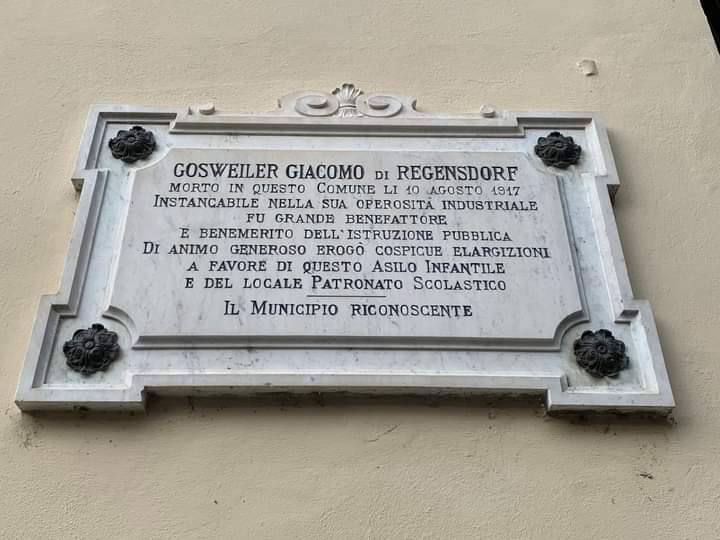 GOSWEILER GIACOMO DI REGENSDORF
MORTO IN QUESTO COMUNE LI 10 AGOSTO 1917
INSTANCABILE NELLA SUA OPEROSITÀ INDUSTRIALE
FU GRANDE BENEFATTORE
E BENEMERITO DELL'ISTRUZIONE PUBBLICA
DI ANIMO GENEROSO EROGÒ COSPICUE ELARGIZIONI
A FAVORE DI QUESTO ASILO INFANTILE
E DEL LOCALE PATRONATO SCOLASTICO
IL MUNICIPIO RICONOSCENTE